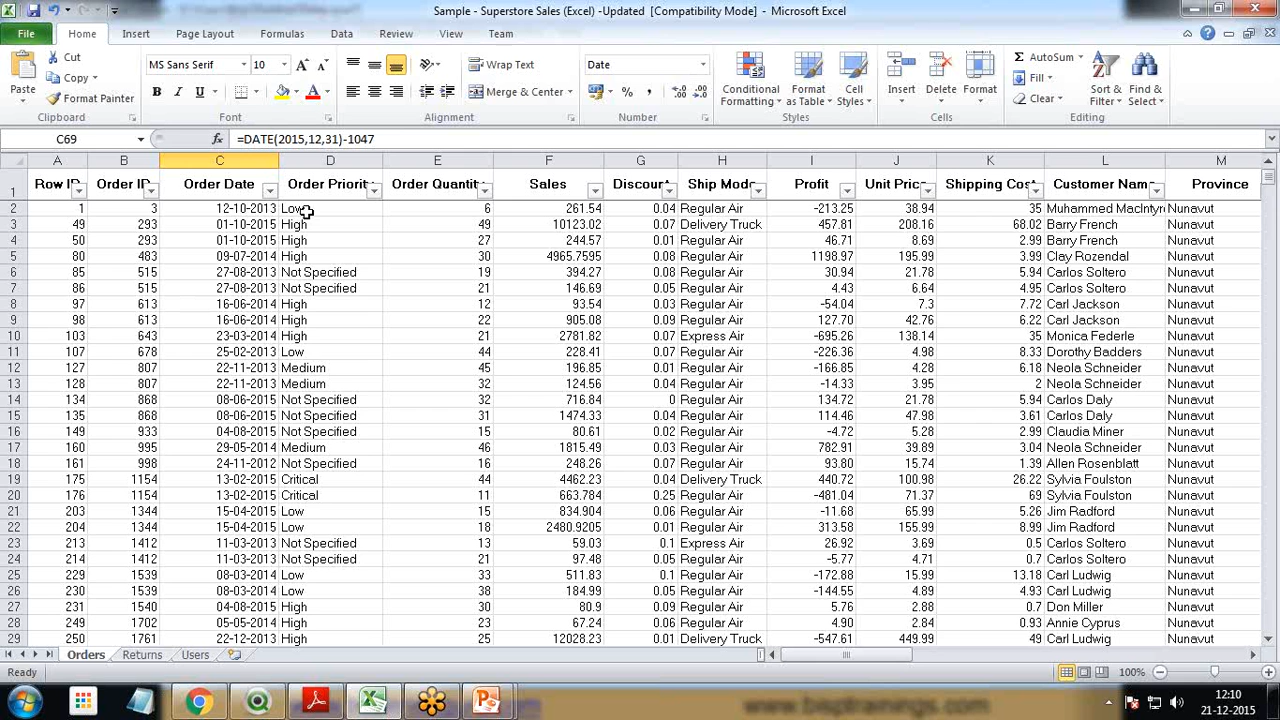 Sample - Superstore Sales (Excel) -Updated [Compatibility Mode] - Microsoft Excel
File Home Insert Page Layout Formulas Data Review View Team
Paste Cut Copy Format Painter Clipboard
MS Sans Serif 10 B I U A A A Font
Wrap Text Merge & Center Alignment
Date % , Number
Conditional Formatting Format as Table Cell Styles Styles
Insert Delete Format Cells
Σ AutoSum Fill Clear Sort & Filter Find & Select Editing
C69 fx =DATE(2015,12,31)-1047
A B C D E F G H I J K L M
1 Row ID Order ID Order Date Order Priority Order Quantity Sales Discount Ship Mode Profit Unit Price Shipping Cost Customer Name Province
2 1 3 12-10-2013 Low 6 261.54 0.04 Regular Air -213.25 38.94 35 Muhammed MacIntyre Nunavut
3 49 293 01-10-2015 High 49 10123.02 0.07 Delivery Truck 457.81 208.16 68.02 Barry French Nunavut
4 50 293 01-10-2015 High 27 244.57 0.01 Regular Air 46.71 8.69 2.99 Barry French Nunavut
5 80 483 09-07-2014 High 30 4965.7595 0.08 Regular Air 1198.97 195.99 3.99 Clay Rozendal Nunavut
6 85 515 27-08-2013 Not Specified 19 394.27 0.08 Regular Air 30.94 21.78 5.94 Carlos Soltero Nunavut
7 86 515 27-08-2013 Not Specified 21 146.69 0.05 Regular Air 4.43 6.64 4.95 Carlos Soltero Nunavut
8 97 613 16-06-2014 High 12 93.54 0.03 Regular Air -54.04 7.3 7.72 Carl Jackson Nunavut
9 98 613 16-06-2014 High 22 905.08 0.09 Regular Air 127.70 42.76 6.22 Carl Jackson Nunavut
10 103 643 23-03-2014 High 21 2781.82 0.07 Express Air -695.26 138.14 35 Monica Federle Nunavut
11 107 678 25-02-2013 Low 44 228.41 0.07 Regular Air -226.36 4.98 8.33 Dorothy Badders Nunavut
12 127 807 22-11-2013 Medium 45 196.85 0.01 Regular Air -166.85 4.28 6.18 Neola Schneider Nunavut
13 128 807 22-11-2013 Medium 32 124.56 0.04 Regular Air -14.33 3.95 2 Neola Schneider Nunavut
14 134 868 08-06-2015 Not Specified 32 716.84 0 Regular Air 134.72 21.78 5.94 Carlos Daly Nunavut
15 135 868 08-06-2015 Not Specified 31 1474.33 0.04 Regular Air 114.46 47.98 3.61 Carlos Daly Nunavut
16 149 933 04-08-2015 Not Specified 15 80.61 0.02 Regular Air -4.72 5.28 2.99 Claudia Miner Nunavut
17 160 995 29-05-2014 Medium 46 1815.49 0.03 Regular Air 782.91 39.89 3.04 Neola Schneider Nunavut
18 161 998 24-11-2012 Not Specified 16 248.26 0.07 Regular Air 93.80 15.74 1.39 Allen Rosenblatt Nunavut
19 175 1154 13-02-2015 Critical 44 4462.23 0.04 Delivery Truck 440.72 100.98 26.22 Sylvia Foulston Nunavut
20 176 1154 13-02-2015 Critical 11 663.784 0.25 Regular Air -481.04 71.37 69 Sylvia Foulston Nunavut
21 203 1344 15-04-2015 Low 15 834.904 0.06 Regular Air -11.68 65.99 5.26 Jim Radford Nunavut
22 204 1344 15-04-2015 Low 18 2480.9205 0.01 Regular Air 313.58 155.99 8.99 Jim Radford Nunavut
23 213 1412 11-03-2013 Not Specified 13 59.03 0.1 Express Air 26.92 3.69 0.5 Carlos Soltero Nunavut
24 214 1412 11-03-2013 Not Specified 21 97.48 0.05 Regular Air -5.77 4.71 0.7 Carlos Soltero Nunavut
25 229 1539 08-03-2014 Low 33 511.83 0.1 Regular Air -172.88 15.99 13.18 Carl Ludwig Nunavut
26 230 1539 08-03-2014 Low 38 184.99 0.05 Regular Air -144.55 4.89 4.93 Carl Ludwig Nunavut
27 231 1540 04-08-2015 High 30 80.9 0.09 Regular Air 5.76 2.88 0.7 Don Miller Nunavut
28 249 1702 05-05-2014 High 23 67.24 0.06 Regular Air 4.90 2.84 0.93 Annie Cyprus Nunavut
29 250 1761 22-12-2013 High 25 12028.23 0.01 Delivery Truck -547.61 449.99 49 Carl Ludwig Nunavut
Orders Returns Users
Ready 100%
www.bisptrainings.com
12:10
21-12-2015